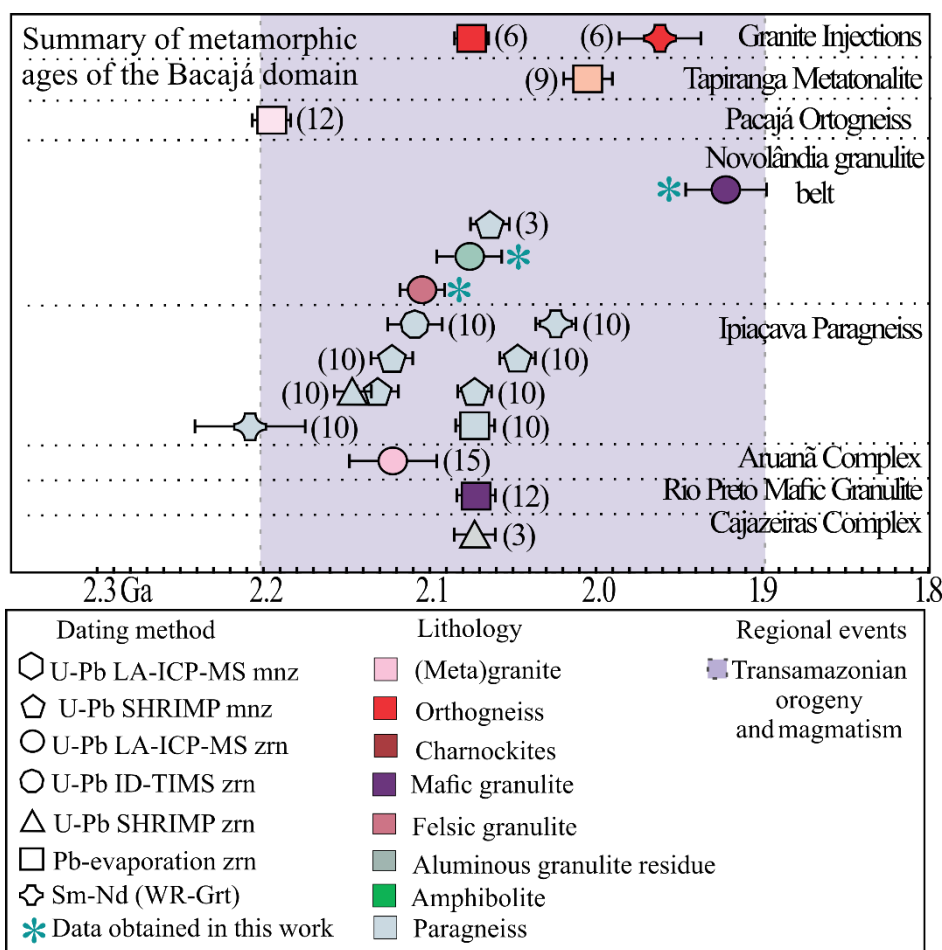 Summary of metamorphic
ages of the Bacajá domain
(6)
(6)
Granite Injections
(9)
Tapiranga Metatonalite
(12)
Pacajá Ortogneiss
Novolândia granulite
belt
*
(3)
*
*
(10)
(10)
Ipiaçava Paragneiss
(10)
(10)
(10)
(10)
(10)
(10)
(15)
Aruanã Complex
(12)
Rio Preto Mafic Granulite
(3)
Cajazeiras Complex
2.3 Ga
2.2
2.1
2.0
1.9
1.8
Dating method
U-Pb LA-ICP-MS mnz
U-Pb SHRIMP mnz
U-Pb LA-ICP-MS zrn
U-Pb ID-TIMS zrn
U-Pb SHRIMP zrn
Pb-evaporation zrn
Sm-Nd (WR-Grt)
* Data obtained in this work
Lithology
(Meta)granite
Orthogneiss
Charnockites
Mafic granulite
Felsic granulite
Aluminous granulite residue
Amphibolite
Paragneiss
Regional events
Transamazonian
orogeny
and magmatism